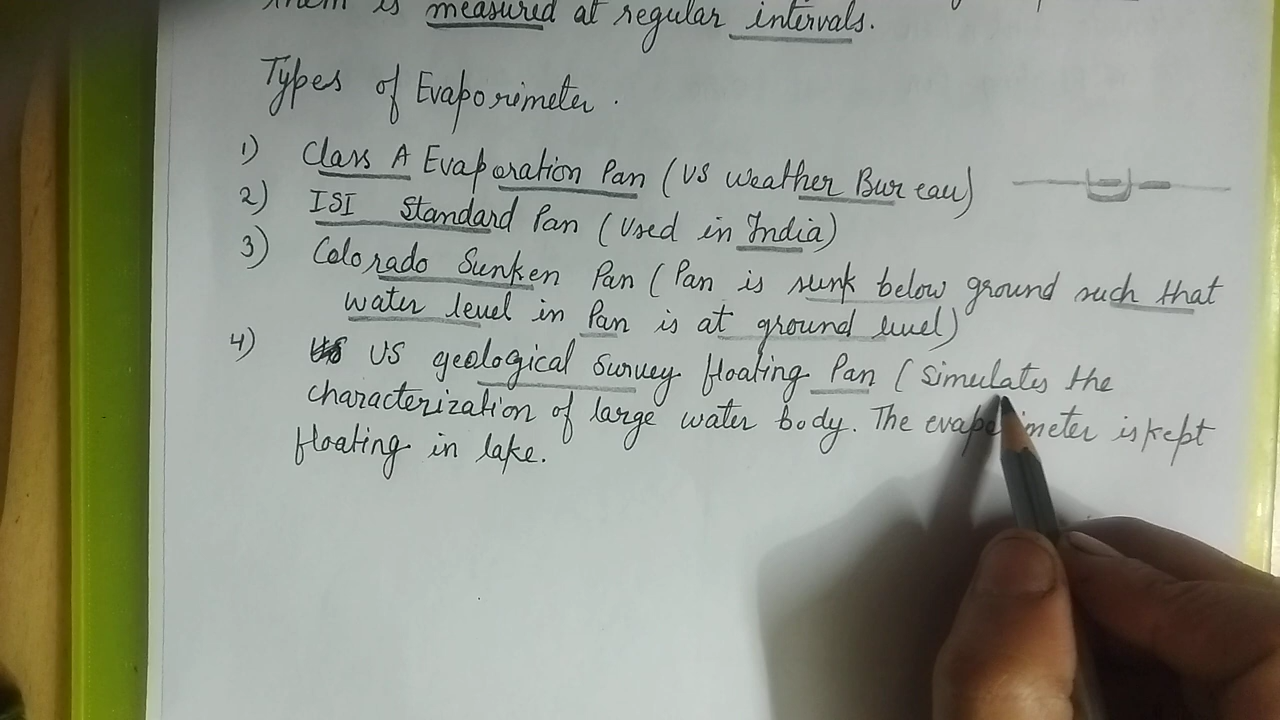 is measured at regular intervals.
Types of Evaporimeter.
1) Class A Evaporation Pan (US Weather Bureau)
2) ISI Standard Pan (Used in India)
3) Colorado Sunken Pan (Pan is sunk below ground such that
water level in Pan is at ground level)
4) US geological Survey floating Pan (Simulates the
characterization of large water body. The evaporimeter is kept
floating in lake.